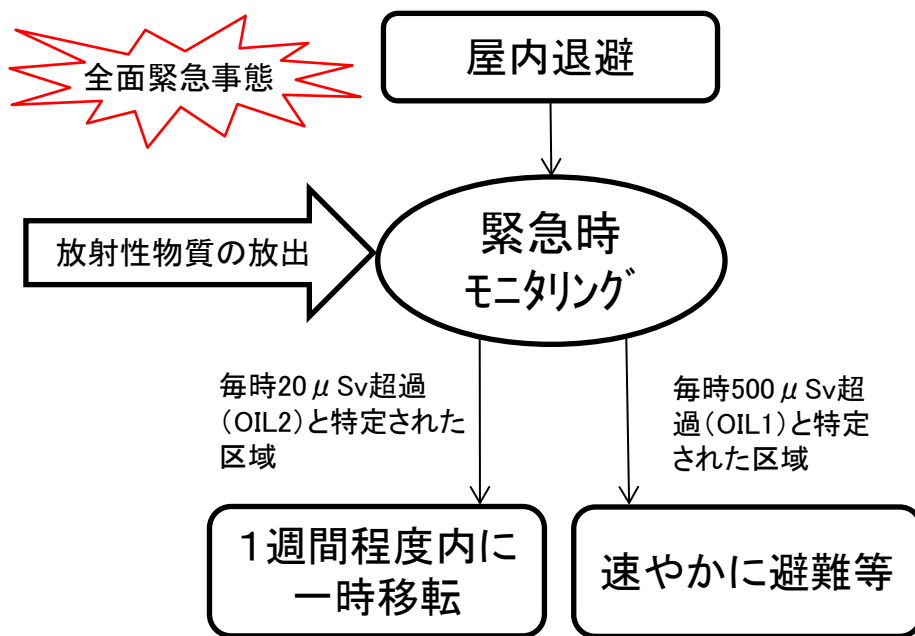 全面緊急事態
屋内退避
放射性物質の放出
緊急時
モニタリング
毎時20μSv超過
(OIL2)と特定された
区域
毎時500μSv超
過(OIL1)と特定
された区域
1週間程度内に
一時移転
速やかに避難等